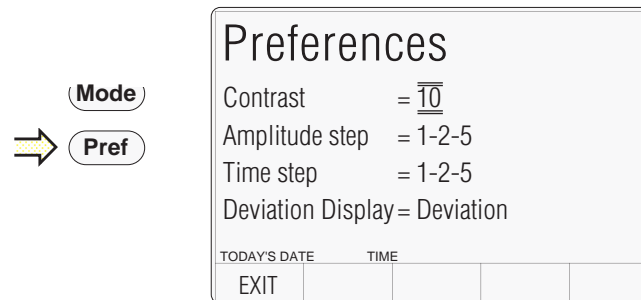 Preferences
Mode
Contrast = 10
Pref
Amplitude step = 1-2-5
Time step = 1-2-5
Deviation Display = Deviation
TODAY'S DATE TIME
EXIT